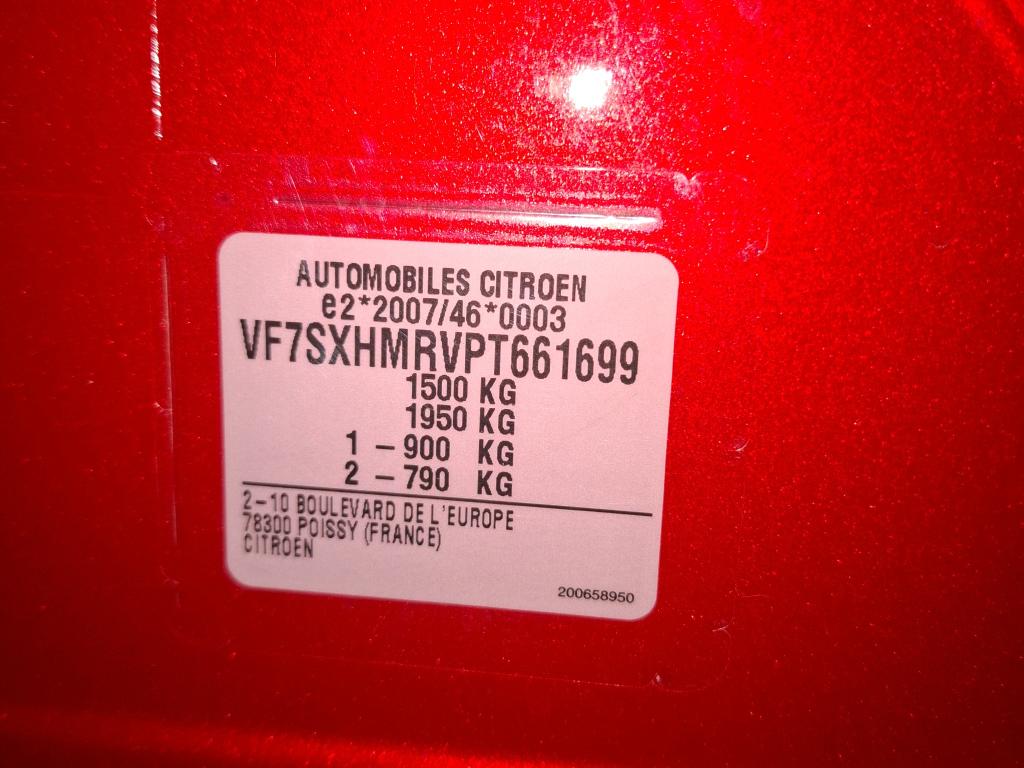 AUTOMOBILES CITROEN
e2*2007/46*0003
VF7SXHMRVPT661699
1500 KG
1950 KG
1 - 900 KG
2 - 790 KG
2-10 BOULEVARD DE L'EUROPE
78300 POISSY (FRANCE)
CITROEN
200658950